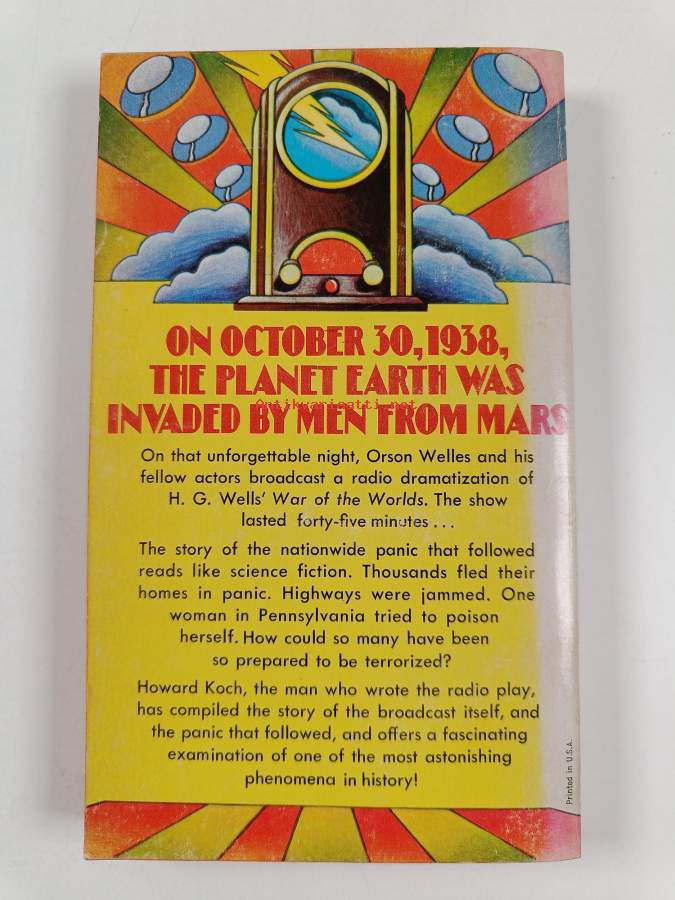 ON OCTOBER 30, 1938,
THE PLANET EARTH WAS
INVADED BY MEN FROM MARS
Antikvariaatti.net
On that unforgettable night, Orson Welles and his
fellow actors broadcast a radio dramatization of
H. G. Wells' War of the Worlds. The show
lasted forty-five minutes . . .
The story of the nationwide panic that followed
reads like science fiction. Thousands fled their
homes in panic. Highways were jammed. One
woman in Pennsylvania tried to poison
herself. How could so many have been
so prepared to be terrorized?
Howard Koch, the man who wrote the radio play,
has compiled the story of the broadcast itself, and
the panic that followed, and offers a fascinating
examination of one of the most astonishing
phenomena in history!
Printed in U.S.A.